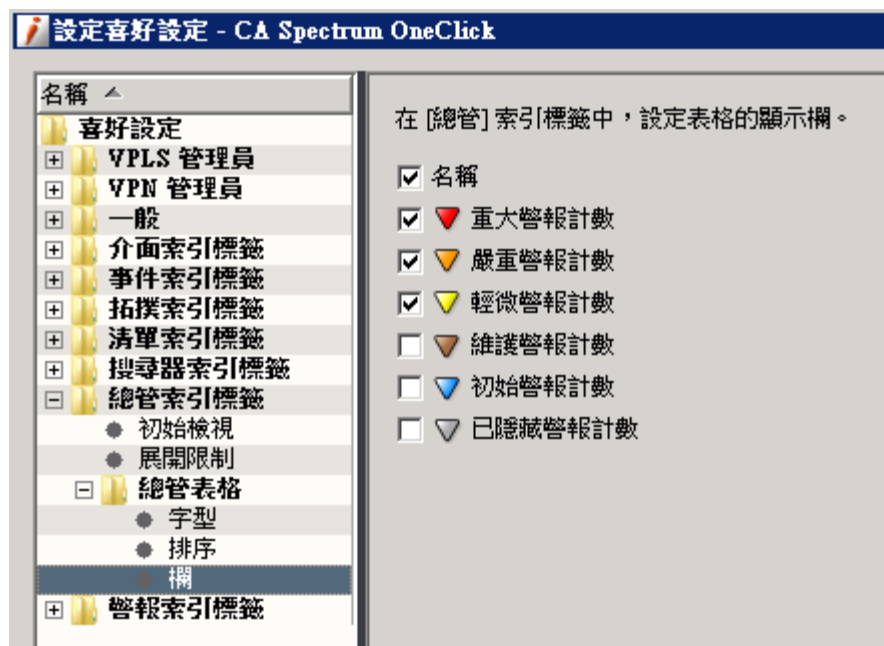 設定喜好設定 - CA Spectrum OneClick
名稱
喜好設定
VPLS 管理員
VPN 管理員
一般
介面索引標籤
事件索引標籤
拓撲索引標籤
清單索引標籤
搜尋器索引標籤
總管索引標籤
初始檢視
展開限制
總管表格
字型
排序
欄
警報索引標籤
在 [總管] 索引標籤中，設定表格的顯示欄。
名稱
重大警報計數
嚴重警報計數
輕微警報計數
維護警報計數
初始警報計數
已隱藏警報計數